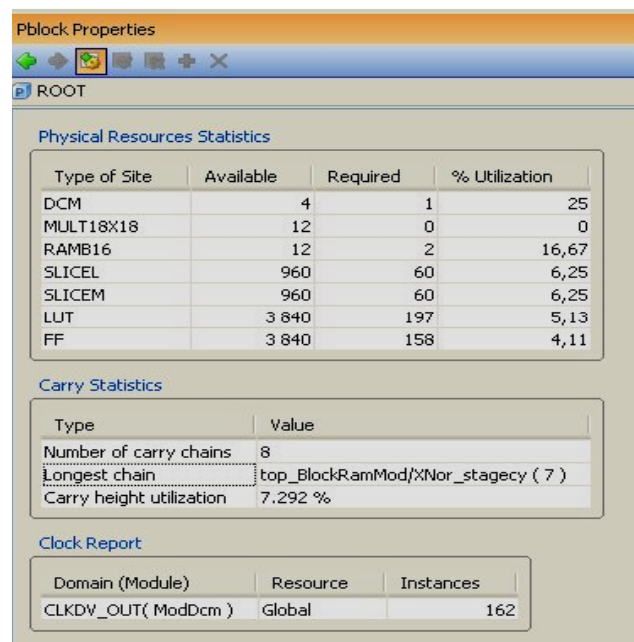 Pblock Properties
ROOT
Physical Resources Statistics
Type of Site Available Required % Utilization
DCM 4 1 25
MULT18X18 12 0 0
RAMB16 12 2 16,67
SLICEL 960 60 6,25
SLICEM 960 60 6,25
LUT 3 840 197 5,13
FF 3 840 158 4,11
Carry Statistics
Type Value
Number of carry chains 8
Longest chain top_BlockRamMod/XNor_stagecy ( 7 )
Carry height utilization 7.292 %
Clock Report
Domain (Module) Resource Instances
CLKDV_OUT( ModDcm ) Global 162